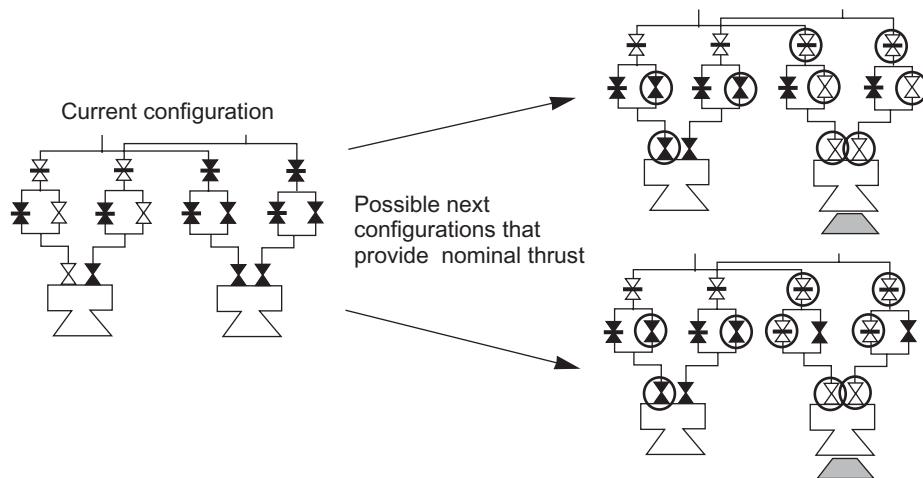 Current configuration
Possible next
configurations that
provide nominal thrust